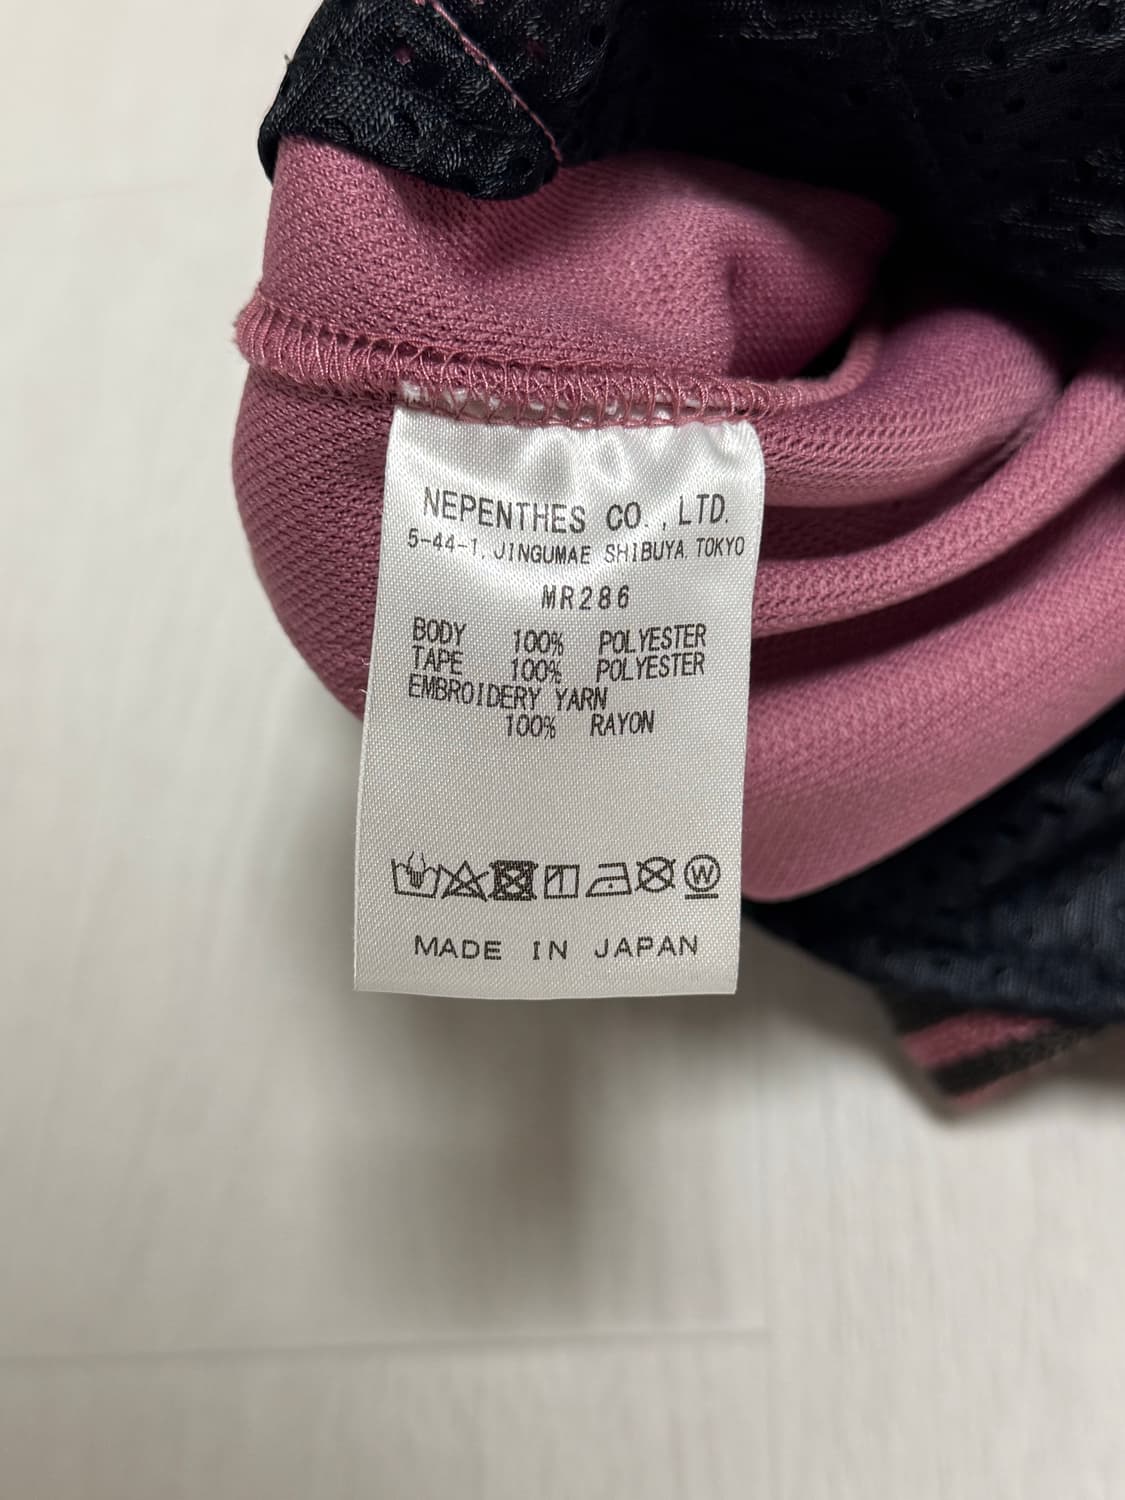 NEPENTHES CO., LTD.
5-44-1, JINGUMAE SHIBUYA TOKYO
MR286
BODY 100% POLYESTER
TAPE 100% POLYESTER
EMBROIDERY YARN
100% RAYON
W
MADE IN JAPAN